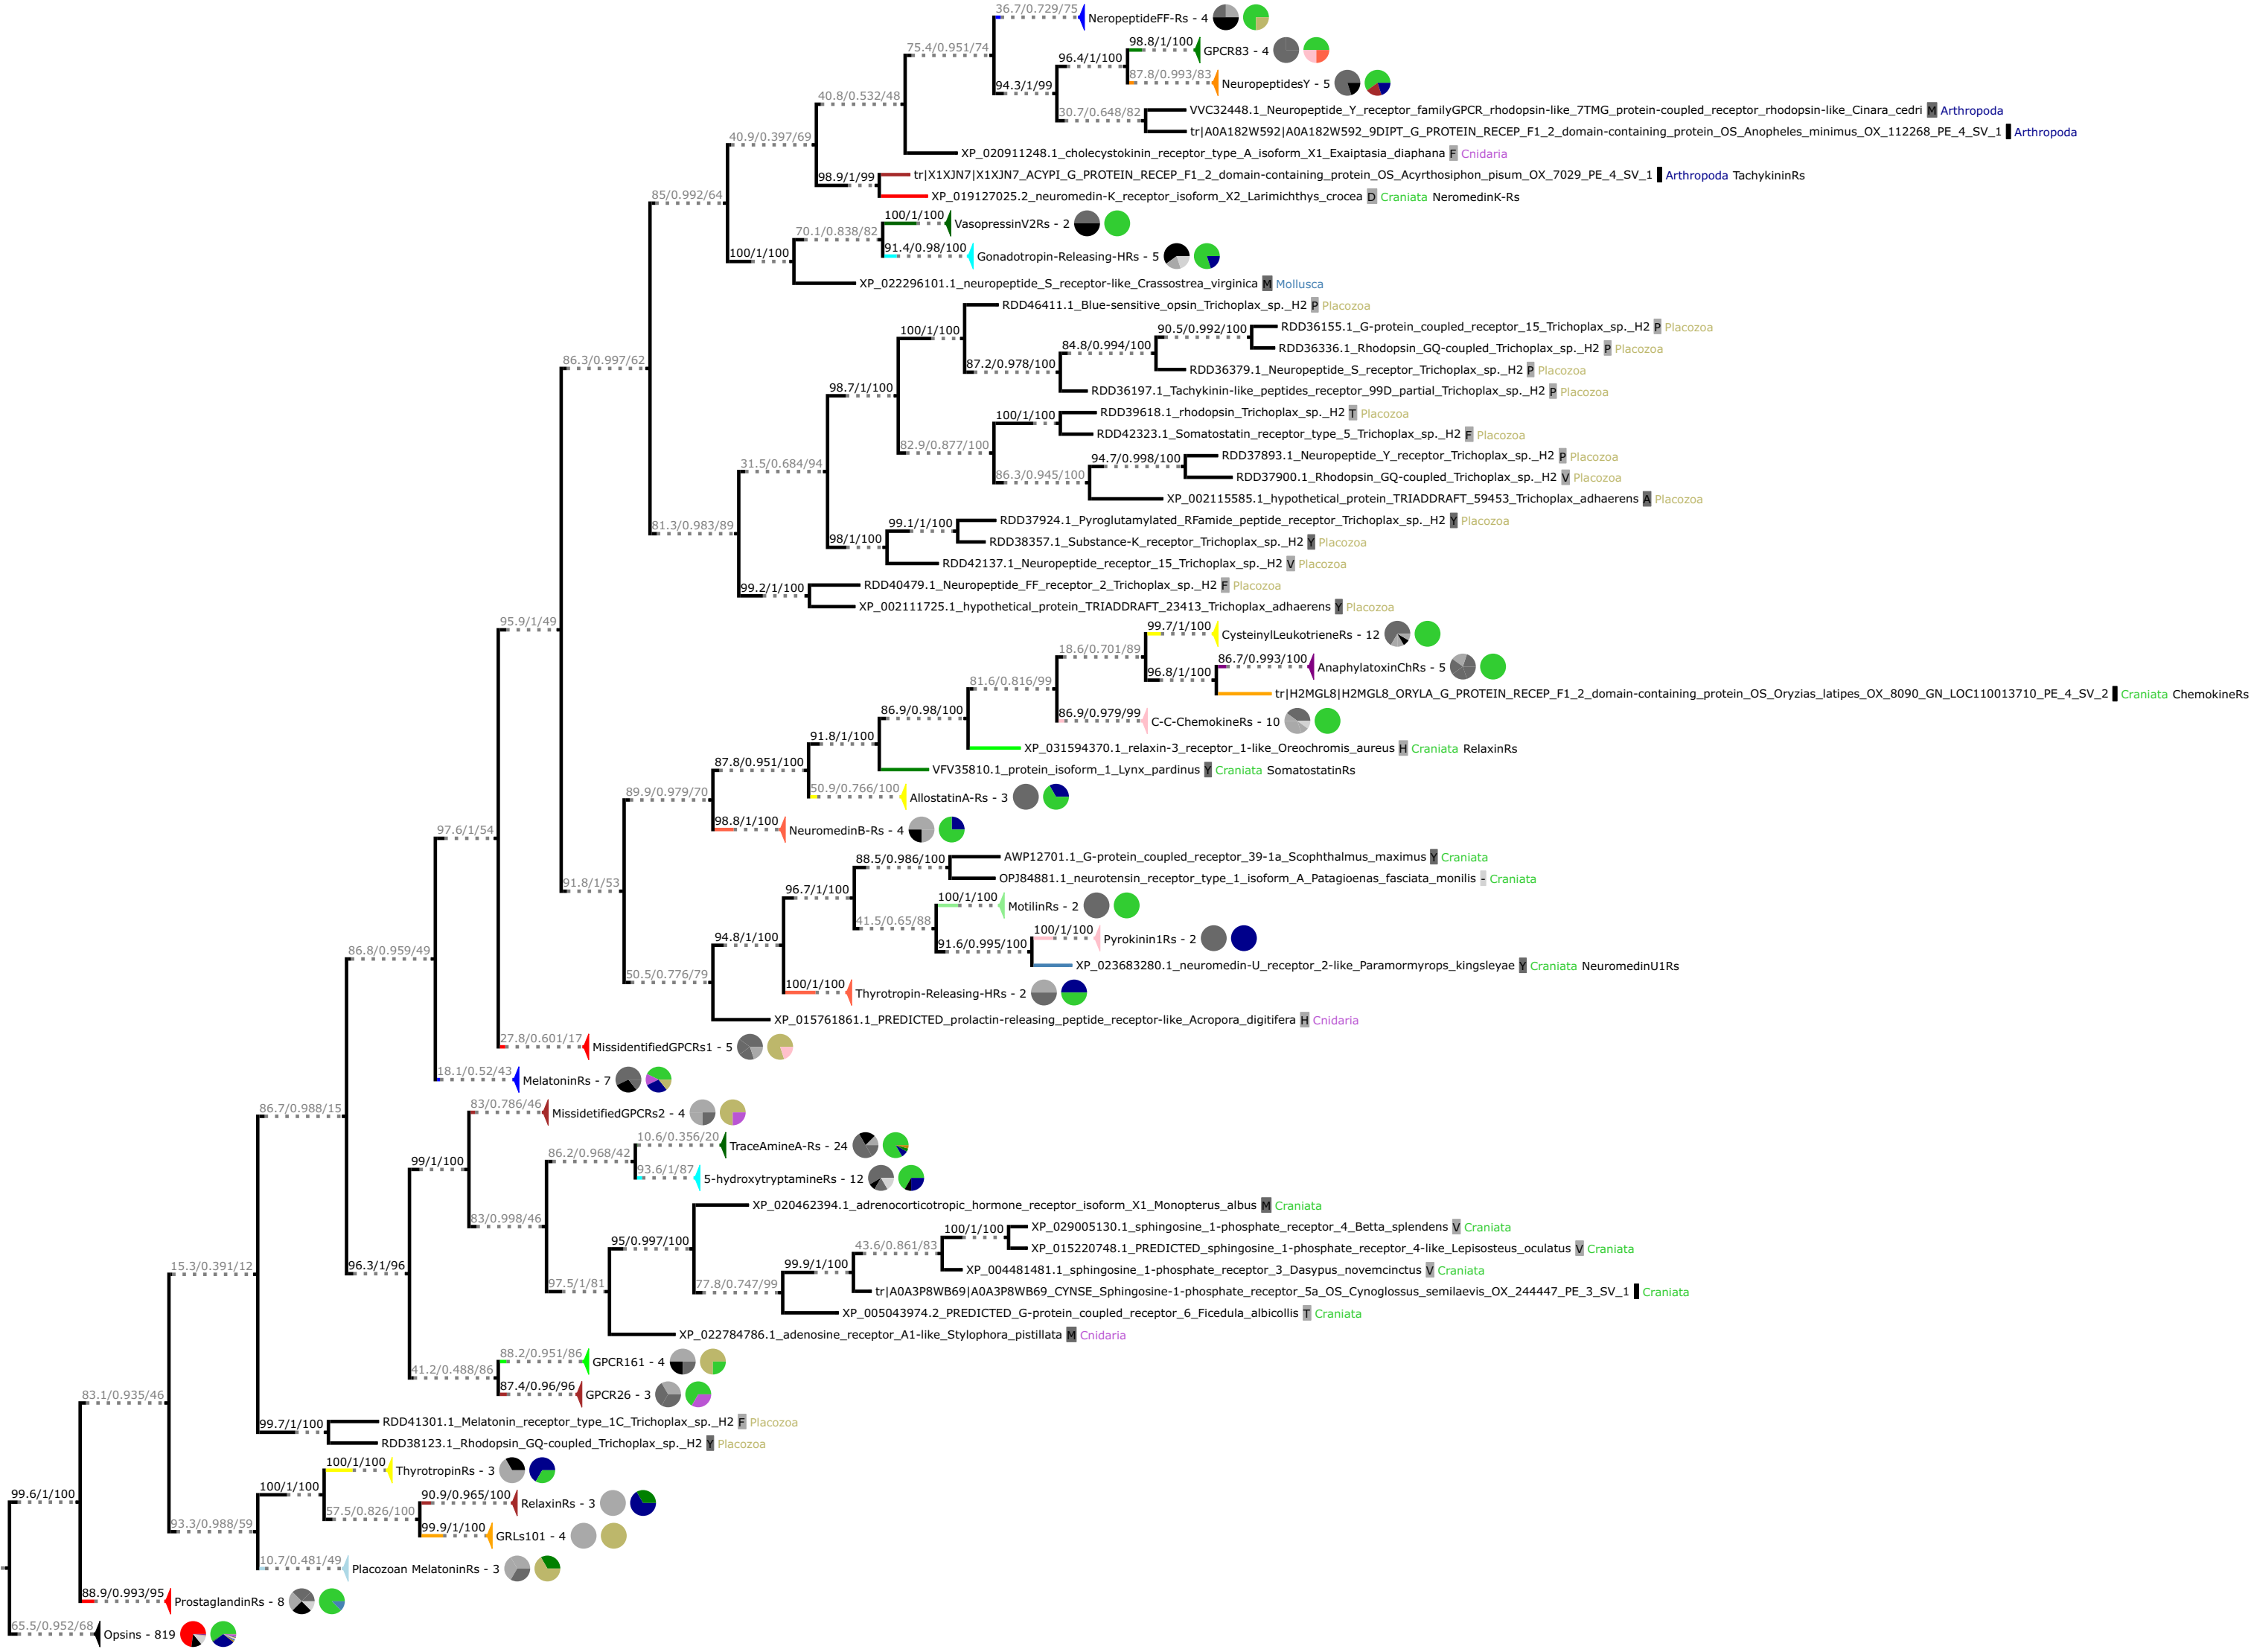 36.7/0.729/75
NeropeptideFF-Rs - 4
75.4/0.951/74
98.8/1/100
GPCR83 - 4
96.4/1/100
87.8/0.993/83
NeuropeptidesY - 5
94.3/1/99
40.8/0.532/48
VVC32448.1_Neuropeptide_Y_receptor_familyGPCR_rhodopsin-like_7TMG_protein-coupled_receptor_rhodopsin-like_Cinara_cedri M Arthropoda
30.7/0.648/82
tr|A0A182W592|A0A182W592_9DIPT_G_PROTEIN_RECEP_F1_2_domain-containing_protein_OS_Anopheles_minimus_OX_112268_PE_4_SV_1 Arthropoda
40.9/0.397/69
XP_020911248.1_cholecystokinin_receptor_type_A_isoform_X1_Exaiptasia_diaphana F Cnidaria
98.9/1/99
tr|X1XJN7|X1XJN7_ACYPI_G_PROTEIN_RECEP_F1_2_domain-containing_protein_OS_Acyrthosiphon_pisum_OX_7029_PE_4_SV_1 Arthropoda TachykininRs
85/0.992/64
XP_019127025.2_neuromedin-K_receptor_isoform_X2_Larimichthys_crocea D Craniata NeromedinK-Rs
100/1/100
VasopressinV2Rs - 2
70.1/0.838/82
91.4/0.98/100
Gonadotropin-Releasing-HRs - 5
100/1/100
XP_022296101.1_neuropeptide_S_receptor-like_Crassostrea_virginica M Mollusca
RDD46411.1_Blue-sensitive_opsin_Trichoplax_sp._H2 P Placozoa
90.5/0.992/100
RDD36155.1_G-protein_coupled_receptor_15_Trichoplax_sp._H2 P Placozoa
100/1/100
84.8/0.994/100
RDD36336.1_Rhodopsin_GQ-coupled_Trichoplax_sp._H2 P Placozoa
86.3/0.997/62
87.2/0.978/100
RDD36379.1_Neuropeptide_S_receptor_Trichoplax_sp._H2 P Placozoa
98.7/1/100
RDD36197.1_Tachykinin-like_peptides_receptor_99D_partial_Trichoplax_sp._H2 P Placozoa
100/1/100
RDD39618.1_rhodopsin_Trichoplax_sp._H2 T Placozoa
82.9/0.877/100
RDD42323.1_Somatostatin_receptor_type_5_Trichoplax_sp._H2 F Placozoa
94.7/0.998/100
RDD37893.1_Neuropeptide_Y_receptor_Trichoplax_sp._H2 P Placozoa
31.5/0.684/94
86.3/0.945/100
RDD37900.1_Rhodopsin_GQ-coupled_Trichoplax_sp._H2 V Placozoa
XP_002115585.1_hypothetical_protein_TRIADDRAFT_59453_Trichoplax_adhaerens A Placozoa
81.3/0.983/89
99.1/1/100
RDD37924.1_Pyroglutamylated_RFamide_peptide_receptor_Trichoplax_sp._H2 Y Placozoa
98/1/100
RDD38357.1_Substance-K_receptor_Trichoplax_sp._H2 Y Placozoa
RDD42137.1_Neuropeptide_receptor_15_Trichoplax_sp._H2 V Placozoa
99.2/1/100
RDD40479.1_Neuropeptide_FF_receptor_2_Trichoplax_sp._H2 F Placozoa
XP_002111725.1_hypothetical_protein_TRIADDRAFT_23413_Trichoplax_adhaerens Y Placozoa
95.9/1/49
99.7/1/100
CysteinylLeukotrieneRs - 12
18.6/0.701/89
86.7/0.993/100
AnaphylatoxinChRs - 5
96.8/1/100
81.6/0.816/99
tr|H2MGL8|H2MGL8_ORYLA_G_PROTEIN_RECEP_F1_2_domain-containing_protein_OS_Oryzias_latipes_OX_8090_GN_LOC110013710_PE_4_SV_2 Craniata ChemokineRs
86.9/0.98/100
86.9/0.979/99
C-C-ChemokineRs - 10
91.8/1/100
XP_031594370.1_relaxin-3_receptor_1-like_Oreochromis_aureus H Craniata RelaxinRs
87.8/0.951/100
VFV35810.1_protein_isoform_1_Lynx_pardinus Y Craniata SomatostatinRs
89.9/0.979/70
50.9/0.766/100
AllostatinA-Rs - 3
98.8/1/100
NeuromedinB-Rs - 4
97.6/1/54
88.5/0.986/100
AWP12701.1_G-protein_coupled_receptor_39-1a_Scophthalmus_maximus Y Craniata
91.8/1/53
OPJ84881.1_neurotensin_receptor_type_1_isoform_A_Patagioenas_fasciata_monilis - Craniata
96.7/1/100
100/1/100
MotilinRs - 2
41.5/0.65/88
94.8/1/100
91.6/0.995/100
100/1/100
Pyrokinin1Rs - 2
86.8/0.959/49
XP_023683280.1_neuromedin-U_receptor_2-like_Paramormyrops_kingsleyae Y Craniata NeuromedinU1Rs
50.5/0.776/79
100/1/100
Thyrotropin-Releasing-HRs - 2
XP_015761861.1_PREDICTED_prolactin-releasing_peptide_receptor-like_Acropora_digitifera H Cnidaria
27.8/0.601/17
MissidentifiedGPCRs1 - 5
18.1/0.52/43
MelatoninRs - 7
86.7/0.988/15
83/0.786/46
MissidetifiedGPCRs2 - 4
10.6/0.356/20
TraceAmineA-Rs - 24
86.2/0.968/42
99/1/100
93.6/1/87
5-hydroxytryptamineRs - 12
XP_020462394.1_adrenocorticotropic_hormone_receptor_isoform_X1_Monopterus_albus M Craniata
83/0.998/46
100/1/100
XP_029005130.1_sphingosine_1-phosphate_receptor_4_Betta_splendens V Craniata
95/0.997/100
43.6/0.861/83
XP_015220748.1_PREDICTED_sphingosine_1-phosphate_receptor_4-like_Lepisosteus_oculatus V Craniata
96.3/1/96
99.9/1/100
XP_004481481.1_sphingosine_1-phosphate_receptor_3_Dasypus_novemcinctus V Craniata
15.3/0.391/12
97.5/1/81
77.8/0.747/99
tr|A0A3P8WB69|A0A3P8WB69_CYNSE_Sphingosine-1-phosphate_receptor_5a_OS_Cynoglossus_semilaevis_OX_244447_PE_3_SV_1 Craniata
XP_005043974.2_PREDICTED_G-protein_coupled_receptor_6_Ficedula_albicollis T Craniata
XP_022784786.1_adenosine_receptor_A1-like_Stylophora_pistillata M Cnidaria
88.2/0.951/86
GPCR161 - 4
41.2/0.488/86
87.4/0.96/96
GPCR26 - 3
83.1/0.935/46
99.7/1/100
RDD41301.1_Melatonin_receptor_type_1C_Trichoplax_sp._H2 F Placozoa
RDD38123.1_Rhodopsin_GQ-coupled_Trichoplax_sp._H2 Y Placozoa
100/1/100
ThyrotropinRs - 3
100/1/100
99.6/1/100
90.9/0.965/100
RelaxinRs - 3
57.5/0.826/100
93.3/0.988/59
99.9/1/100
GRLs101 - 4
10.7/0.481/49
Placozoan MelatoninRs - 3
88.9/0.993/95
ProstaglandinRs - 8
65.5/0.952/68
Opsins - 819